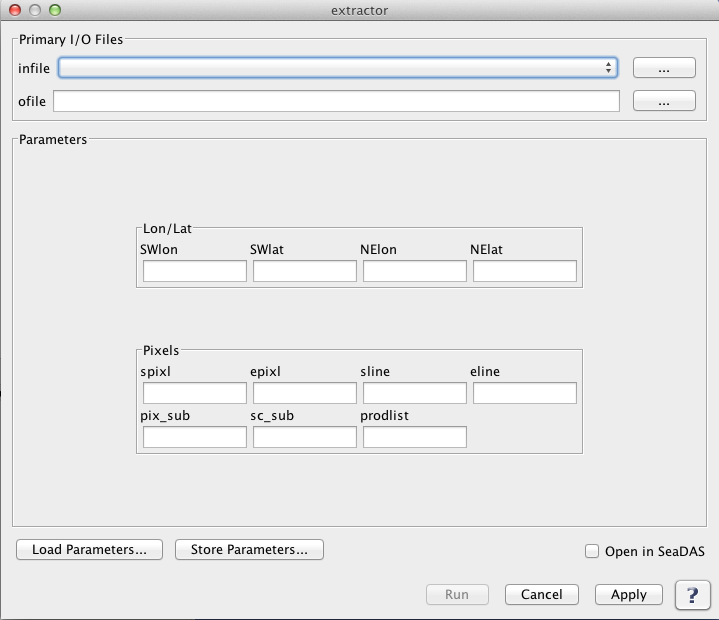 extractor
Primary I/O Files
infile ...
ofile ...
Parameters
Lon/Lat
SWlon SWlat NElon NElat
Pixels
spixl epixl sline eline
pix_sub sc_sub prodlist
Load Parameters... Store Parameters... Open in SeaDAS
Run Cancel Apply ?